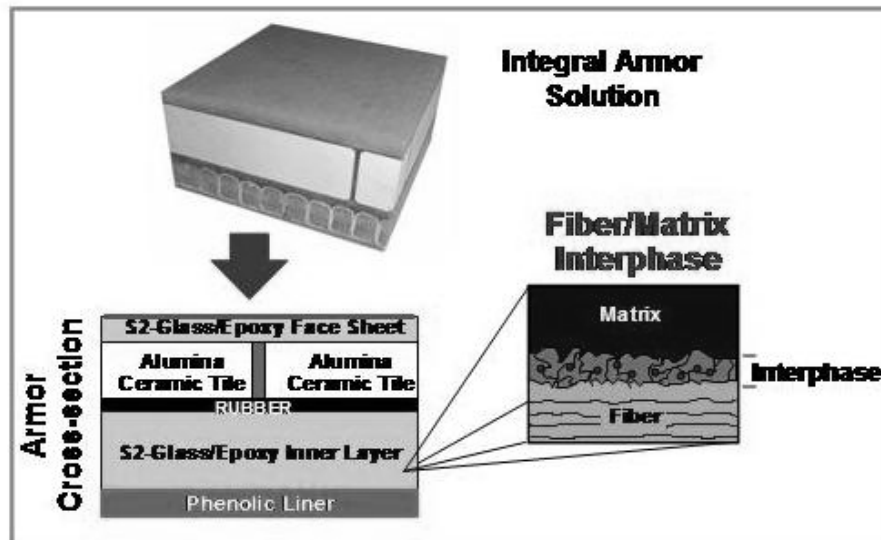 Integral Armor
Solution
Fiber/Matrix
Interphase
Armor
Cross-section
S2-Glass/Epoxy Face Sheet
Alumina
Ceramic Tile
Alumina
Ceramic Tile
RUBBER
S2-Glass/Epoxy Inner Layer
Phenolic Liner
Matrix
Interphase
Fiber